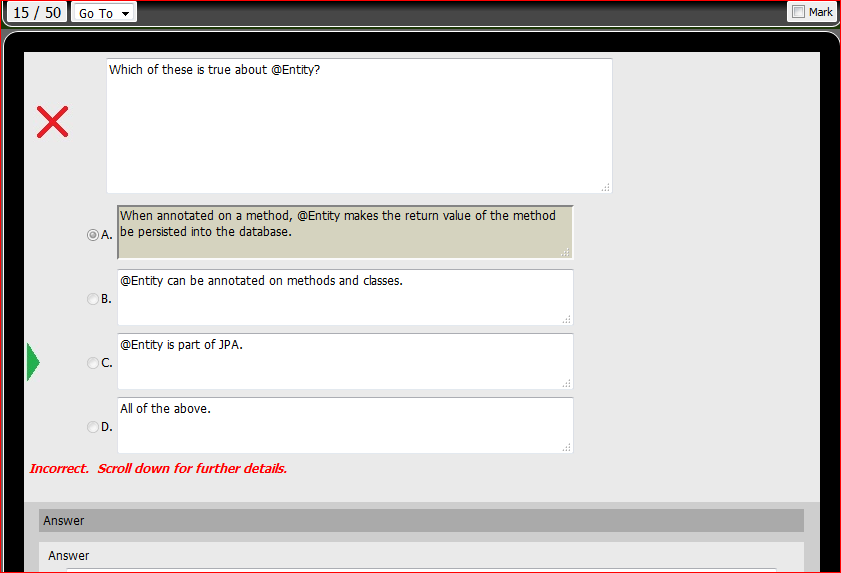 15 / 50 Go To Mark
Which of these is true about @Entity?
A. When annotated on a method, @Entity makes the return value of the method
be persisted into the database.
B. @Entity can be annotated on methods and classes.
C. @Entity is part of JPA.
D. All of the above.
Incorrect. Scroll down for further details.
Answer
Answer